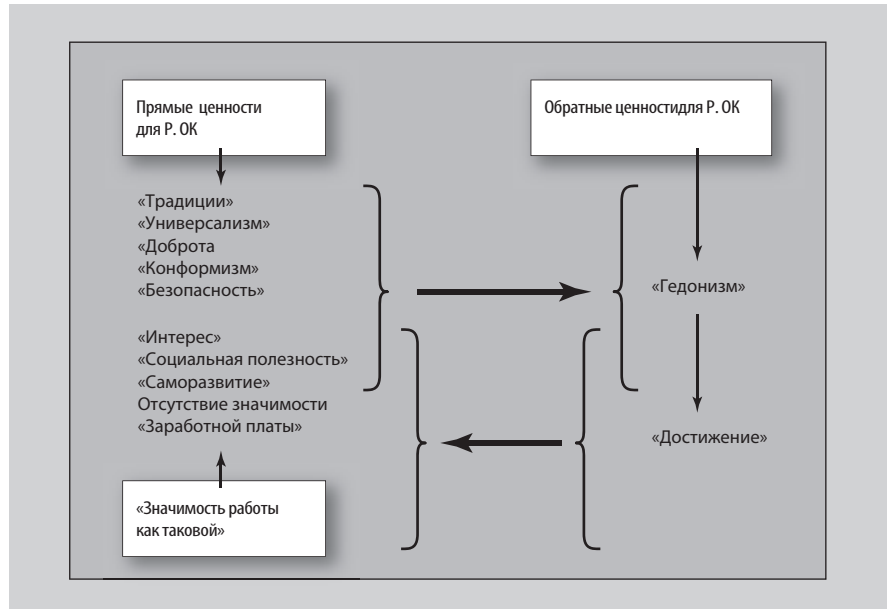 Прямые ценности
для Р. ОК
«Традиции»
«Универсализм»
«Доброта
«Конформизм»
«Безопасность»
«Интерес»
«Социальная полезность»
«Саморазвитие»
Отсутствие значимости
«Заработной платы»
«Значимость работы
как таковой»
Обратные ценностидля Р. ОК
«Гедонизм»
«Достижение»